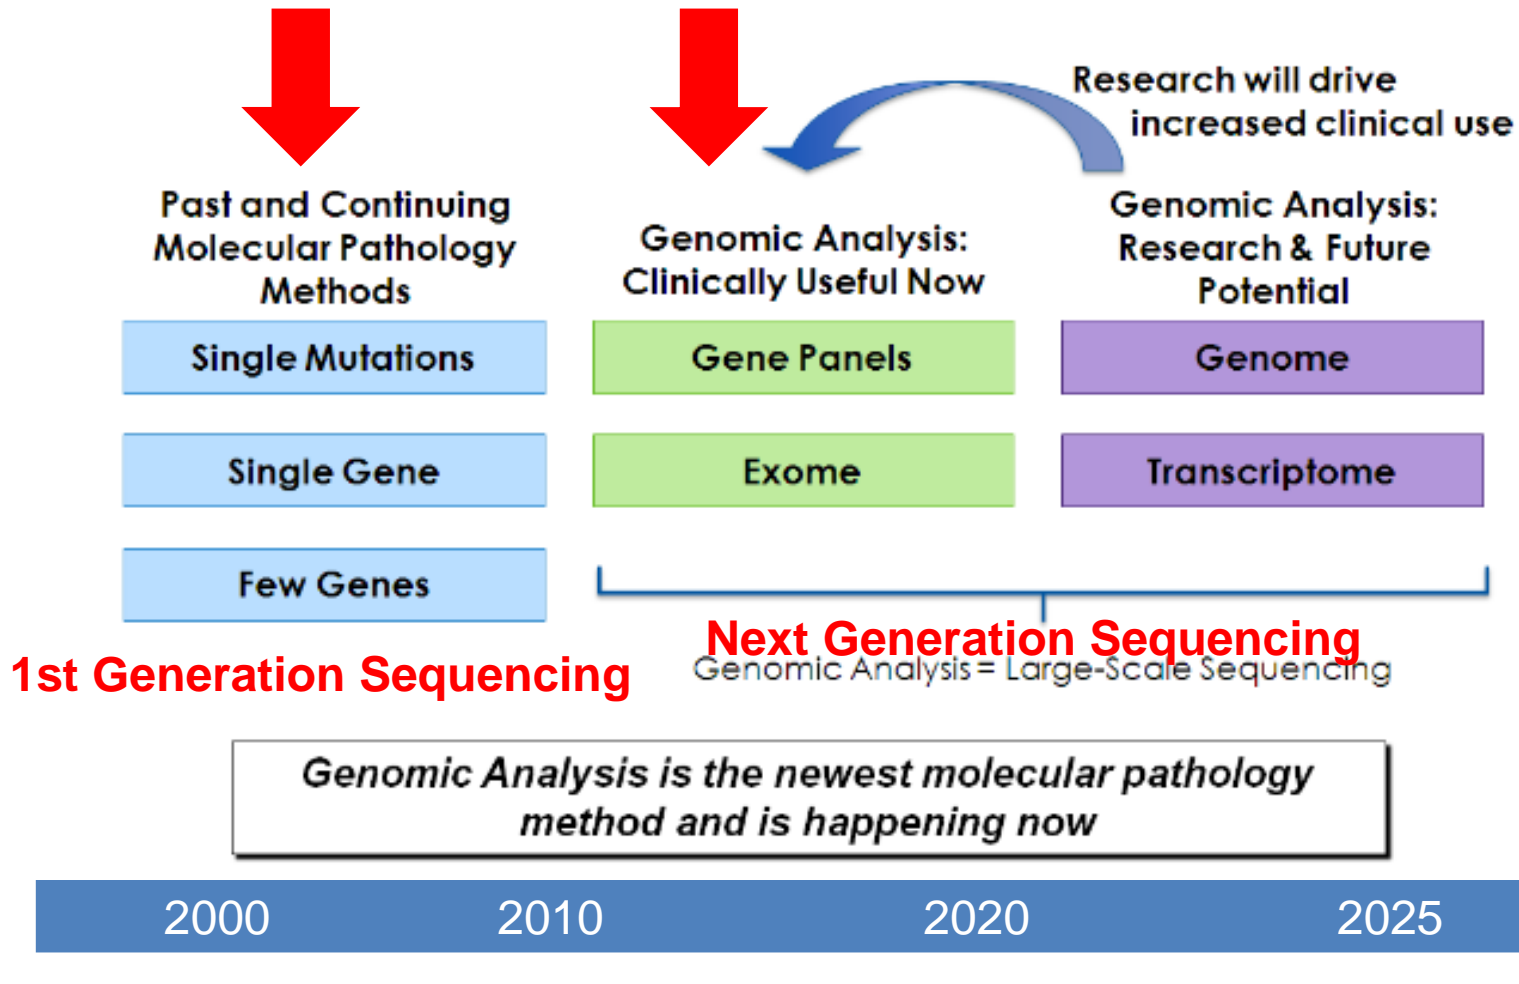 Research will drive
increased clinical use
Past and Continuing
Molecular Pathology
Methods
Genomic Analysis:
Clinically Useful Now
Genomic Analysis:
Research & Future
Potential
Single Mutations
Gene Panels
Genome
Single Gene
Exome
Transcriptome
Few Genes
Next Generation Sequencing
1st Generation Sequencing
Genomic Analysis = Large-Scale Sequencing
Genomic Analysis is the newest molecular pathology
method and is happening now
2000 2010 2020 2025